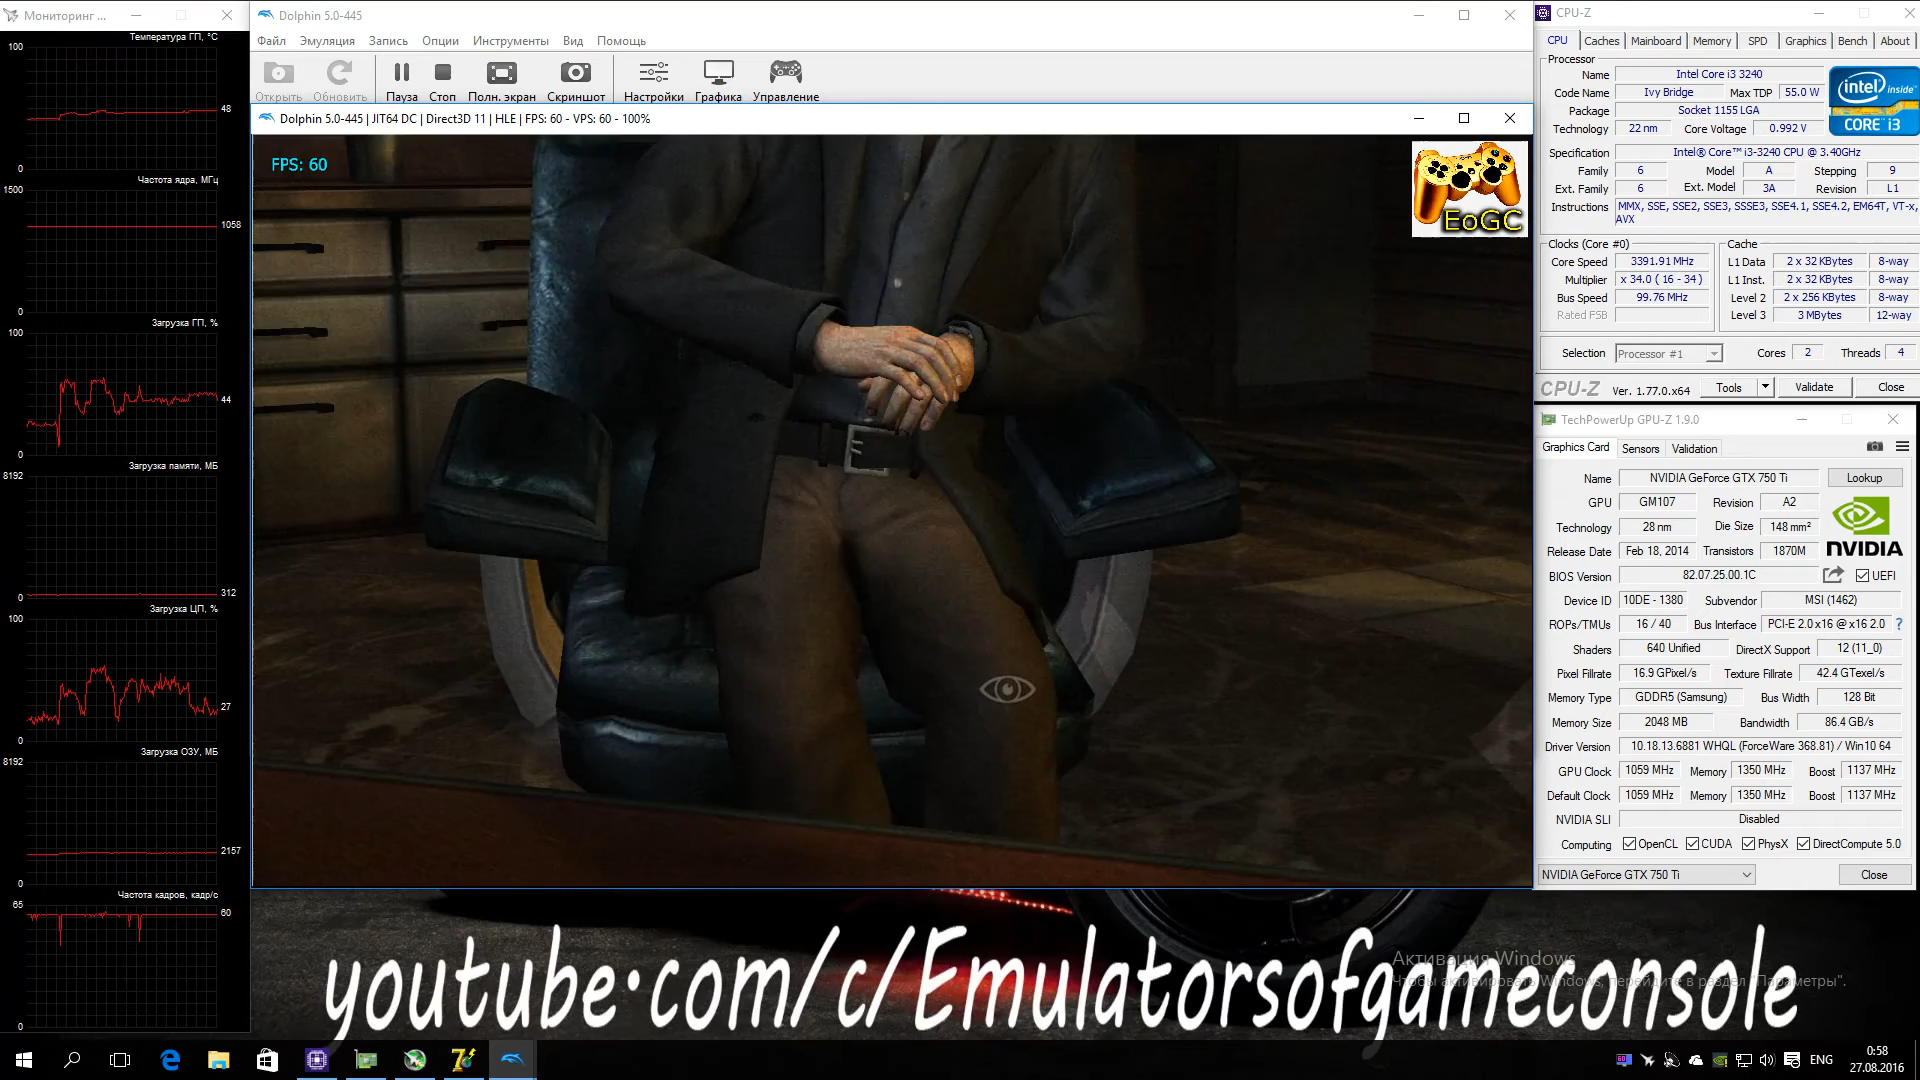 Мониторинг ...
Температура ГП, °C
100
48
0
Частота ядра, МГц
1500
1058
0
Загрузка ГП, %
100
44
0
Загрузка памяти, МБ
8192
312
0
Загрузка ЦП, %
100
27
0
Загрузка ОЗУ, МБ
8192
2157
0
Частота кадров, кадр/с
65
60
0
Dolphin 5.0-445
Файл Эмуляция Запись Опции Инструменты Вид Помощь
Открыть Обновить Пауза Стоп Полн. экран Скриншот Настройки Графика Управление
Dolphin 5.0-445 | JIT64 DC | Direct3D 11 | HLE | FPS: 60 - VPS: 60 - 100%
FPS: 60
EoGC
CPU-Z
CPU Caches Mainboard Memory SPD Graphics Bench About
Processor
Name Intel Core i3 3240
Code Name Ivy Bridge Max TDP 55.0 W
Package Socket 1155 LGA
Technology 22 nm Core Voltage 0.992 V
intel inside
CORE i3
Specification Intel® Core™ i3-3240 CPU @ 3.40GHz
Family 6 Model A Stepping 9
Ext. Family 6 Ext. Model 3A Revision L1
Instructions MMX, SSE, SSE2, SSE3, SSSE3, SSE4.1, SSE4.2, EM64T, VT-x,
AVX
Clocks (Core #0) Cache
Core Speed 3391.91 MHz L1 Data 2 x 32 KBytes 8-way
Multiplier x 34.0 ( 16 - 34 ) L1 Inst. 2 x 32 KBytes 8-way
Bus Speed 99.76 MHz Level 2 2 x 256 KBytes 8-way
Rated FSB Level 3 3 MBytes 12-way
Selection Processor #1 Cores 2 Threads 4
CPU-Z Ver. 1.77.0.x64 Tools Validate Close
TechPowerUp GPU-Z 1.9.0
Graphics Card Sensors Validation
Name NVIDIA GeForce GTX 750 Ti Lookup
GPU GM107 Revision A2
Technology 28 nm Die Size 148 mm²
Release Date Feb 18, 2014 Transistors 1870M
NVIDIA
BIOS Version 82.07.25.00.1C UEFI
Device ID 10DE - 1380 Subvendor MSI (1462)
ROPs/TMUs 16 / 40 Bus Interface PCI-E 2.0 x16 @ x16 2.0 ?
Shaders 640 Unified DirectX Support 12 (11_0)
Pixel Fillrate 16.9 GPixel/s Texture Fillrate 42.4 GTexel/s
Memory Type GDDR5 (Samsung) Bus Width 128 Bit
Memory Size 2048 MB Bandwidth 86.4 GB/s
Driver Version 10.18.13.6881 WHQL (ForceWare 368.81) / Win10 64
GPU Clock 1059 MHz Memory 1350 MHz Boost 1137 MHz
Default Clock 1059 MHz Memory 1350 MHz Boost 1137 MHz
NVIDIA SLI Disabled
Computing OpenCL CUDA PhysX DirectCompute 5.0
NVIDIA GeForce GTX 750 Ti Close
youtube.com/c/Emulatorsofgameconsole
Активация Windows
Чтобы активировать Windows, перейдите в раздел "Параметры".
ENG
0:58
27.08.2016